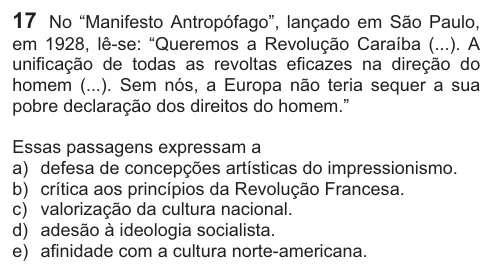 17 No “Manifesto Antropófago”, lançado em São Paulo,
em 1928, lê-se: “Queremos a Revolução Caraíba (...). A
unificação de todas as revoltas eficazes na direção do
homem (...). Sem nós, a Europa não teria sequer a sua
pobre declaração dos direitos do homem.”
Essas passagens expressam a
a) defesa de concepções artísticas do impressionismo.
b) crítica aos princípios da Revolução Francesa.
c) valorização da cultura nacional.
d) adesão à ideologia socialista.
e) afinidade com a cultura norte-americana.